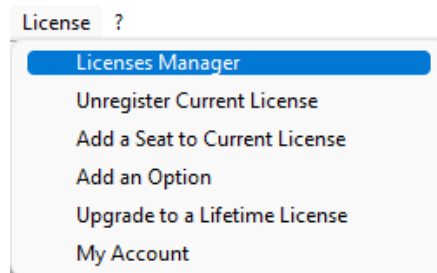 License ?
Licenses Manager
Unregister Current License
Add a Seat to Current License
Add an Option
Upgrade to a Lifetime License
My Account